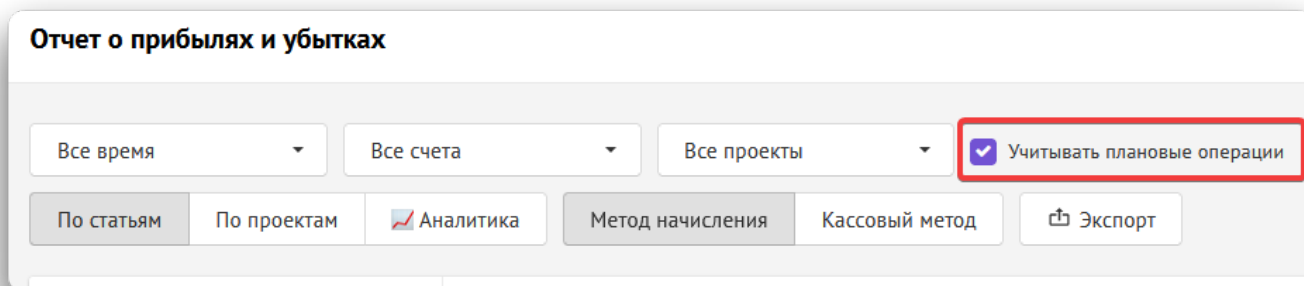 Отчет о прибылях и убытках
Все время Все счета Все проекты Учитывать плановые операции
По статьям По проектам Аналитика Метод начисления Кассовый метод Экспорт